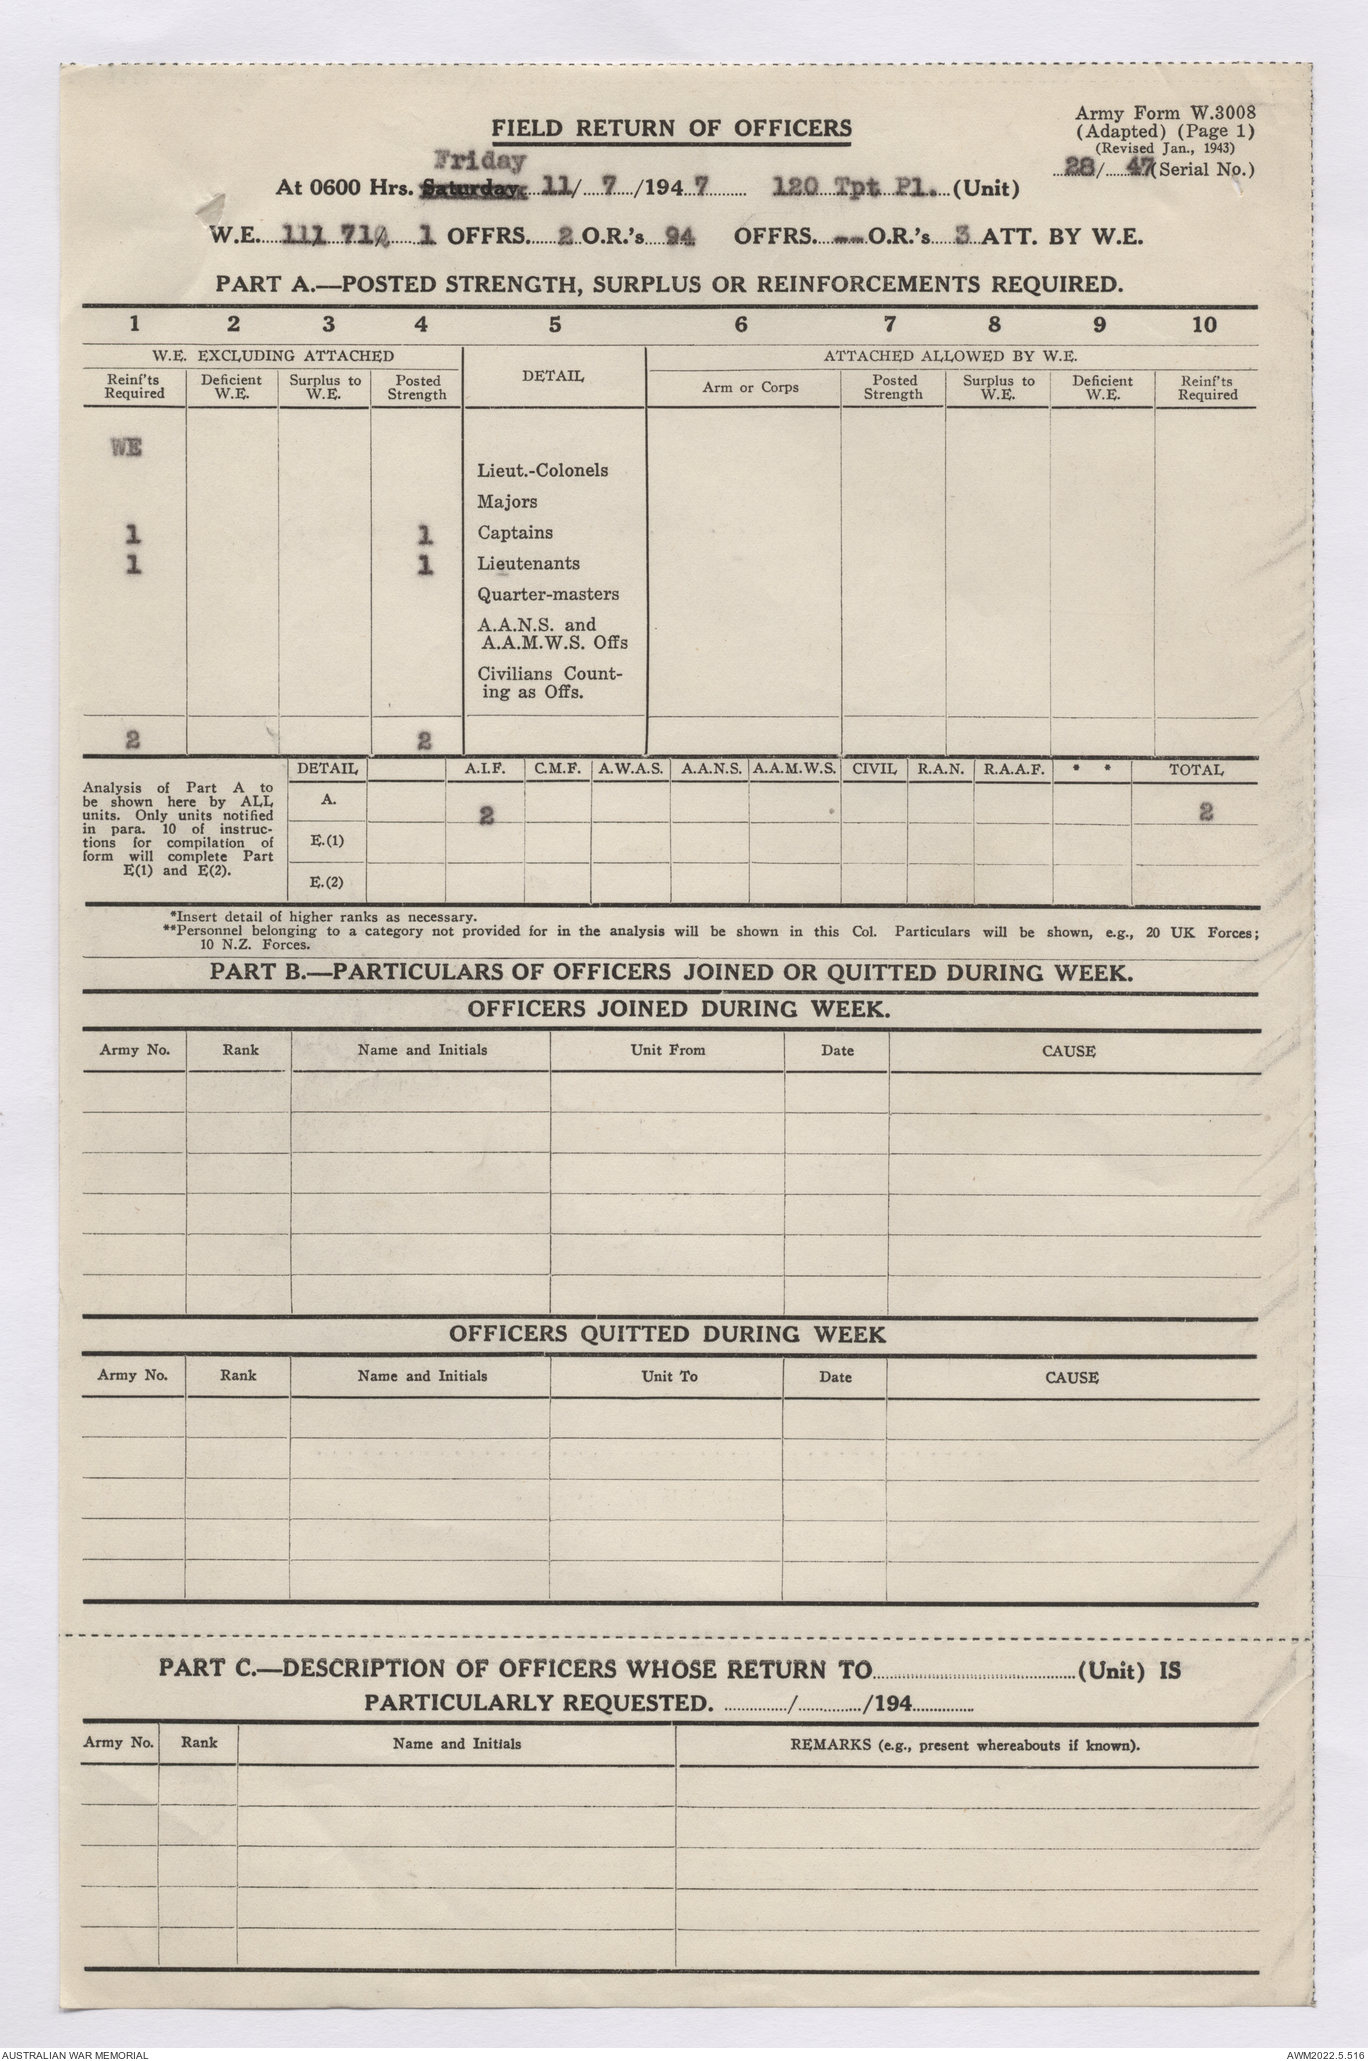 Army Form W.3008
FIELD RETURN OF OFFICERS
(Adapted) (Page 1)
(Revised Jan., 1943)
Friday
28/ 47 (Serial No.)
At 0600 Hrs. Saturday, 11/ 7 /194 7 120 Tpt Pl. (Unit)
W.E. 111 1 OFFRS. 2 O.R.'s 94 OFFRS. -- O.R.'s 3 ATT. BY W.E.
PART A.—POSTED STRENGTH, SURPLUS OR REINFORCEMENTS REQUIRED.
1 2 3 4 5 6 7 8 9 10
W.E. EXCLUDING ATTACHED DETAIL ATTACHED ALLOWED BY W.E.
Reinf'ts Required Deficient W.E. Surplus to W.E. Posted Strength Arm or Corps Posted Strength Surplus to W.E. Deficient W.E. Reinf'ts Required
WE
Lieut.-Colonels
Majors
1 1 Captains
1 1 Lieutenants
Quarter-masters
A.A.N.S. and
A.A.M.W.S. Offs
Civilians Count-
ing as Offs.
2 2
DETAIL A.I.F. C.M.F. A.W.A.S. A.A.N.S. A.A.M.W.S. CIVIL R.A.N. R.A.A.F. * * TOTAL
Analysis of Part A to
be shown here by ALL
units. Only units notified
in para. 10 of instruc-
tions for compilation of
form will complete Part
E(1) and E(2).
A. 2 2
E.(1)
E.(2)
*Insert detail of higher ranks as necessary.
**Personnel belonging to a category not provided for in the analysis will be shown in this Col. Particulars will be shown, e.g., 20 UK Forces;
10 N.Z. Forces.
PART B.—PARTICULARS OF OFFICERS JOINED OR QUITTED DURING WEEK.
OFFICERS JOINED DURING WEEK.
Army No. Rank Name and Initials Unit From Date CAUSE
OFFICERS QUITTED DURING WEEK
Army No. Rank Name and Initials Unit To Date CAUSE
PART C.—DESCRIPTION OF OFFICERS WHOSE RETURN TO..............................(Unit) IS
PARTICULARLY REQUESTED. ............/............/194............
Army No. Rank Name and Initials REMARKS (e.g., present whereabouts if known).
AUSTRALIAN WAR MEMORIAL AWM2022.5.516